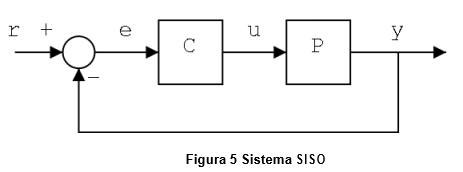 r + e C u P y
−
Figura 5 Sistema SISO